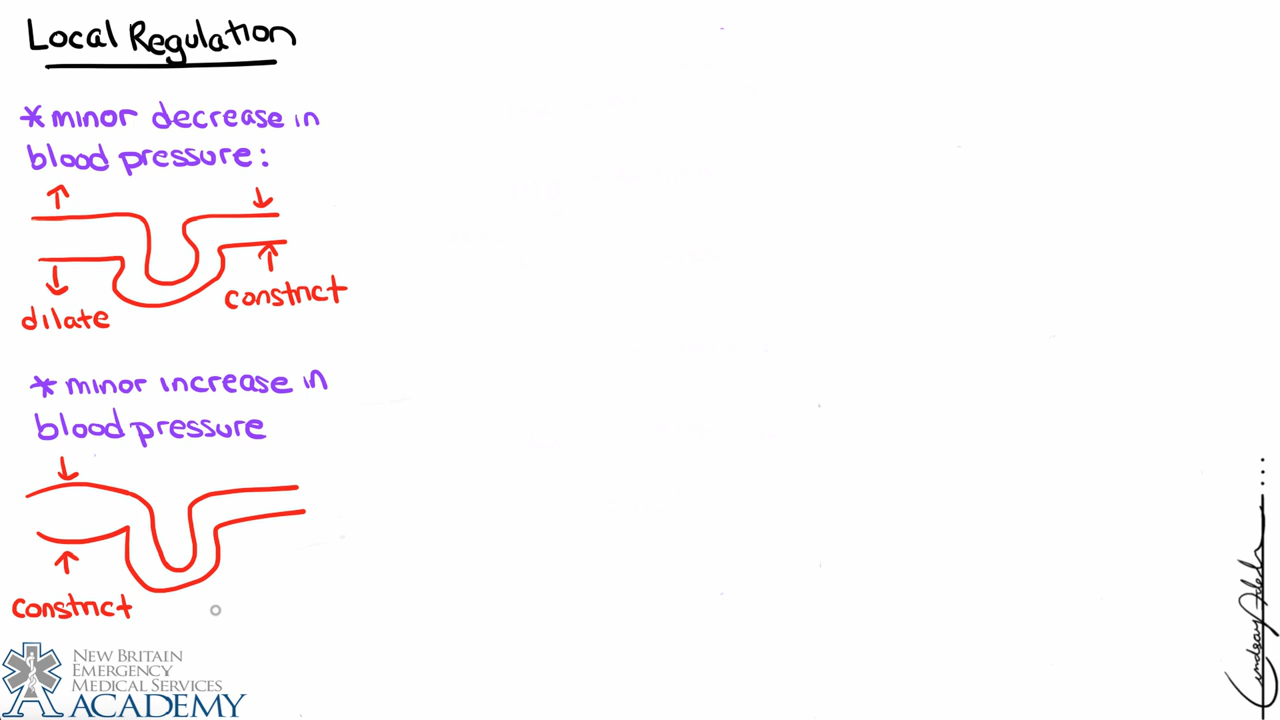 Local Regulation
*minor decrease in
blood pressure:
dilate
constrict
*minor increase in
blood pressure
constrict
NEW BRITAIN
EMERGENCY
MEDICAL SERVICES
ACADEMY